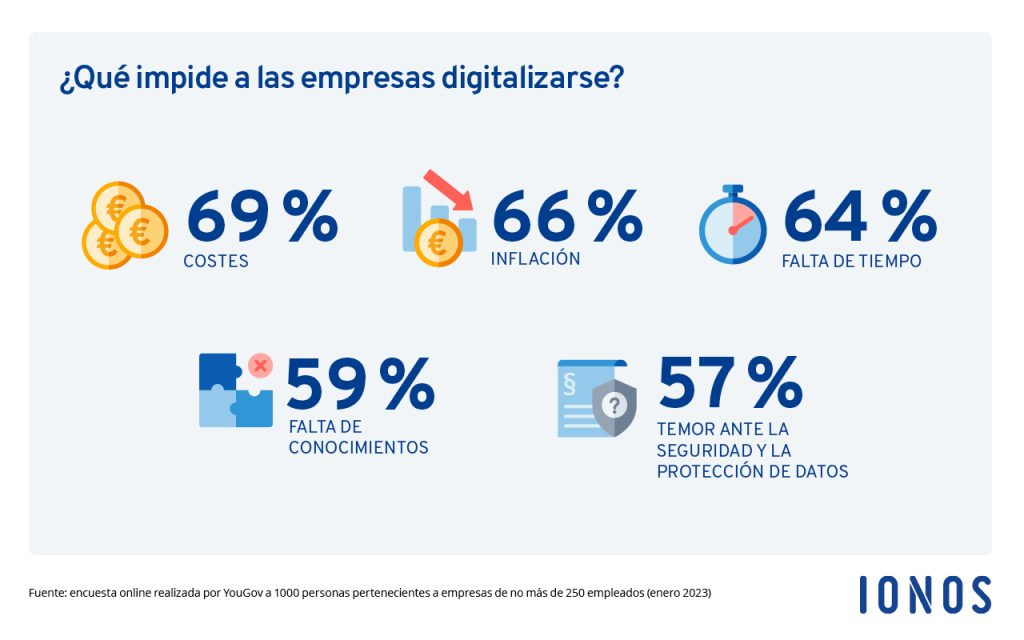 ¿Qué impide a las empresas digitalizarse?
69 %
COSTES
66 %
INFLACIÓN
64 %
FALTA DE TIEMPO
59 %
FALTA DE
CONOCIMIENTOS
57 %
TEMOR ANTE LA
SEGURIDAD Y LA
PROTECCIÓN DE DATOS
Fuente: encuesta online realizada por YouGov a 1000 personas pertenecientes a empresas de no más de 250 empleados (enero 2023)
IONOS